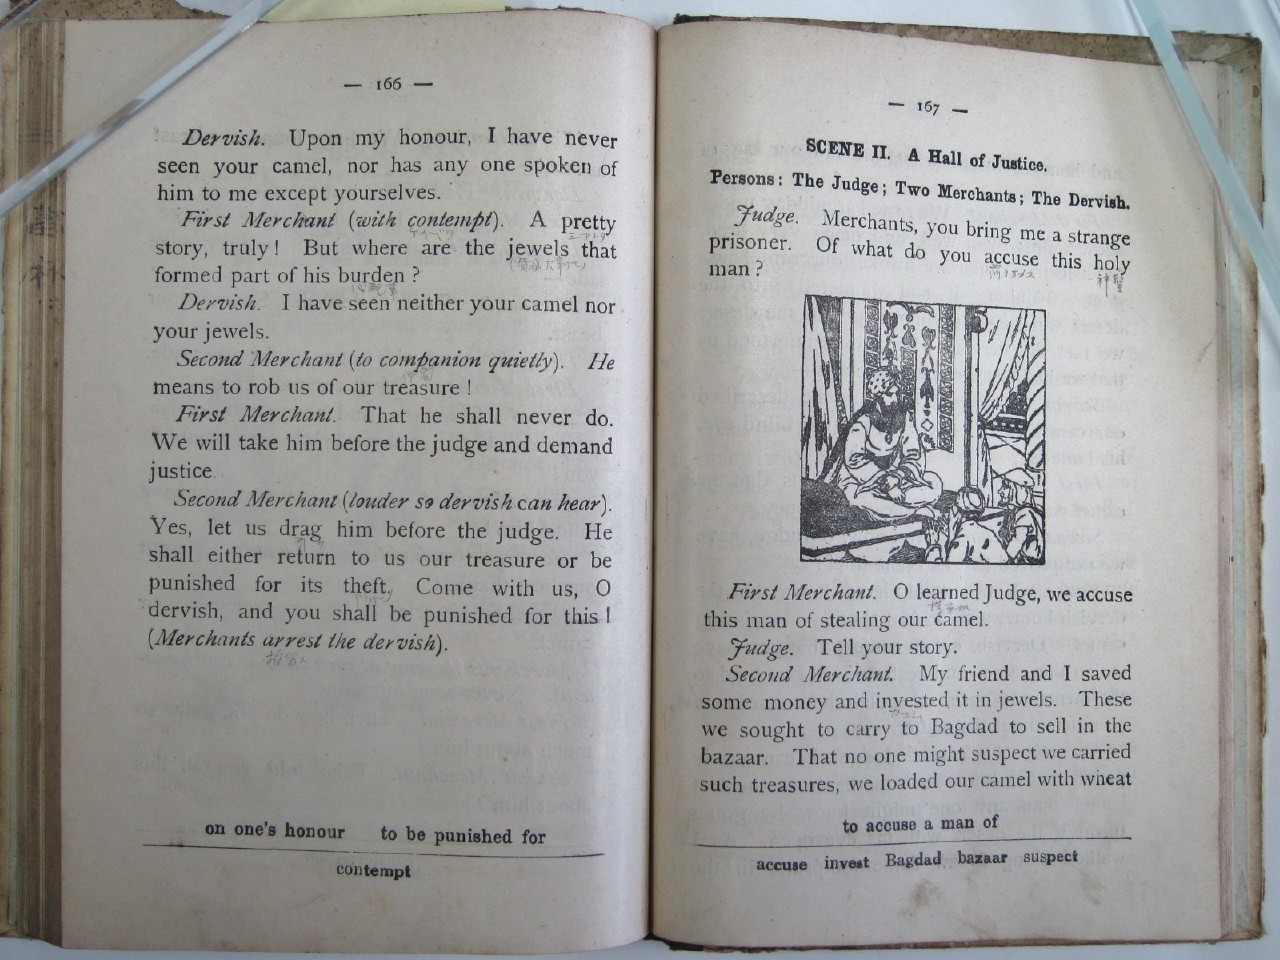 — 166 —
Dervish. Upon my honour, I have never
seen your camel, nor has any one spoken of
him to me except yourselves.
First Merchant (with contempt). A pretty
story, truly! But where are the jewels that
formed part of his burden?
Dervish. I have seen neither your camel nor
your jewels.
Second Merchant (to companion quietly). He
means to rob us of our treasure!
First Merchant. That he shall never do.
We will take him before the judge and demand
justice.
Second Merchant (louder so dervish can hear).
Yes, let us drag him before the judge. He
shall either return to us our treasure or be
punished for its theft. Come with us, O
dervish, and you shall be punished for this!
(Merchants arrest the dervish).
on one's honour to be punished for
contempt
— 167 —
SCENE II. A Hall of Justice.
Persons: The Judge; Two Merchants; The Dervish.
Judge. Merchants, you bring me a strange
prisoner. Of what do you accuse this holy
man?
神聖
First Merchant. O learned Judge, we accuse
this man of stealing our camel.
Judge. Tell your story.
Second Merchant. My friend and I saved
some money and invested it in jewels. These
we sought to carry to Bagdad to sell in the
bazaar. That no one might suspect we carried
such treasures, we loaded our camel with wheat
to accuse a man of
accuse invest Bagdad bazaar suspect